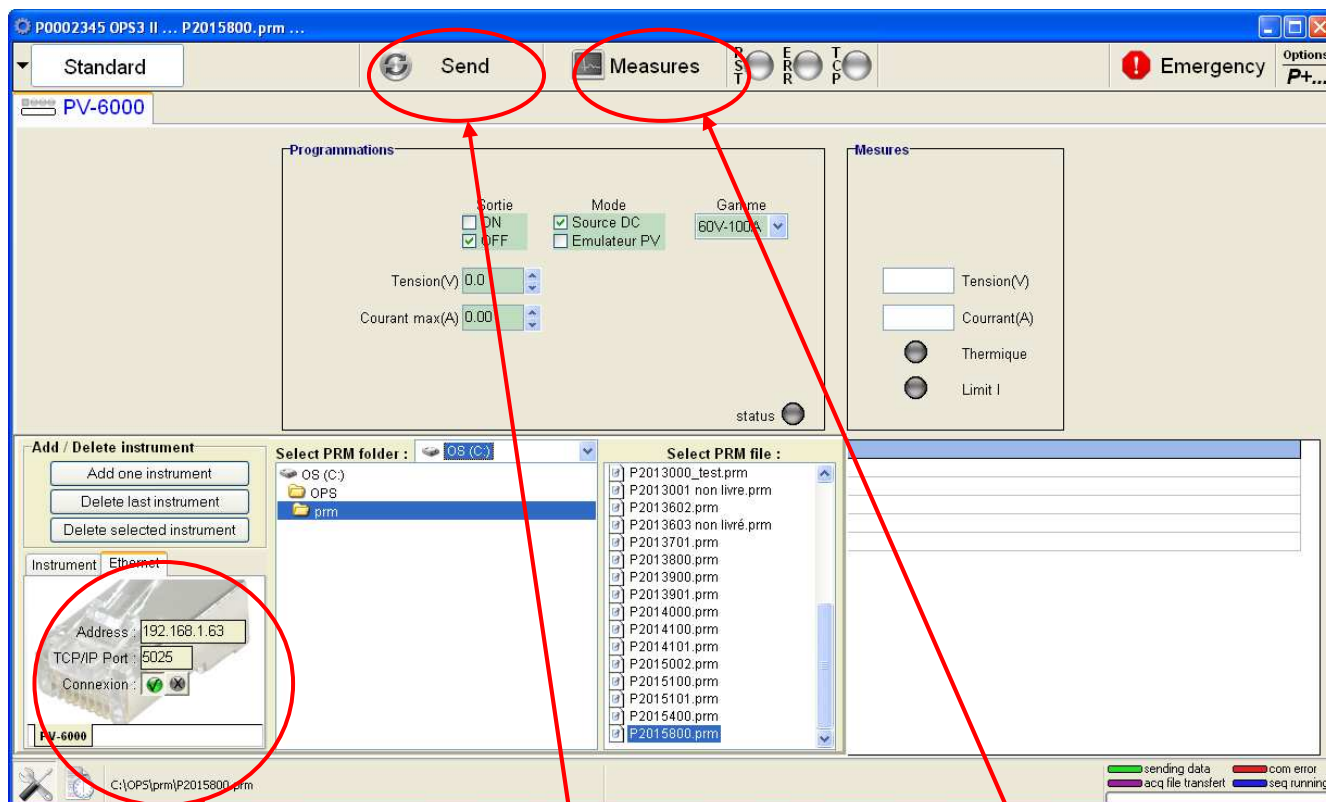 P0002345 OPS3 II ... P2015800.prm ...
Standard
Send
Measures
RST
ERR
TCP
Emergency
Options
P+...
PV-6000
Programmations
Mesures
Sortie
Mode
Gamme
ON
Source DC
60V-100A
OFF
Emulateur PV
Tension(V) 0.0
Courant max(A) 0.00
status
Tension(V)
Courrant(A)
Thermique
Limit I
Add / Delete instrument
Add one instrument
Delete last instrument
Delete selected instrument
Select PRM folder : OS (C:)
OS (C:)
OPS
prm
Select PRM file :
P2013000_test.prm
P2013001 non livre.prm
P2013602.prm
P2013603 non livré.prm
P2013701.prm
P2013800.prm
P2013900.prm
P2013901.prm
P2014000.prm
P2014100.prm
P2014101.prm
P2015002.prm
P2015100.prm
P2015101.prm
P2015400.prm
P2015800.prm
Instrument
Ethernet
Address : 192.168.1.63
TCP/IP Port : 5025
Connexion :
PV-6000
C:\OPS\prm\P2015800.prm
sending data
com error
acq file transfert
seq running